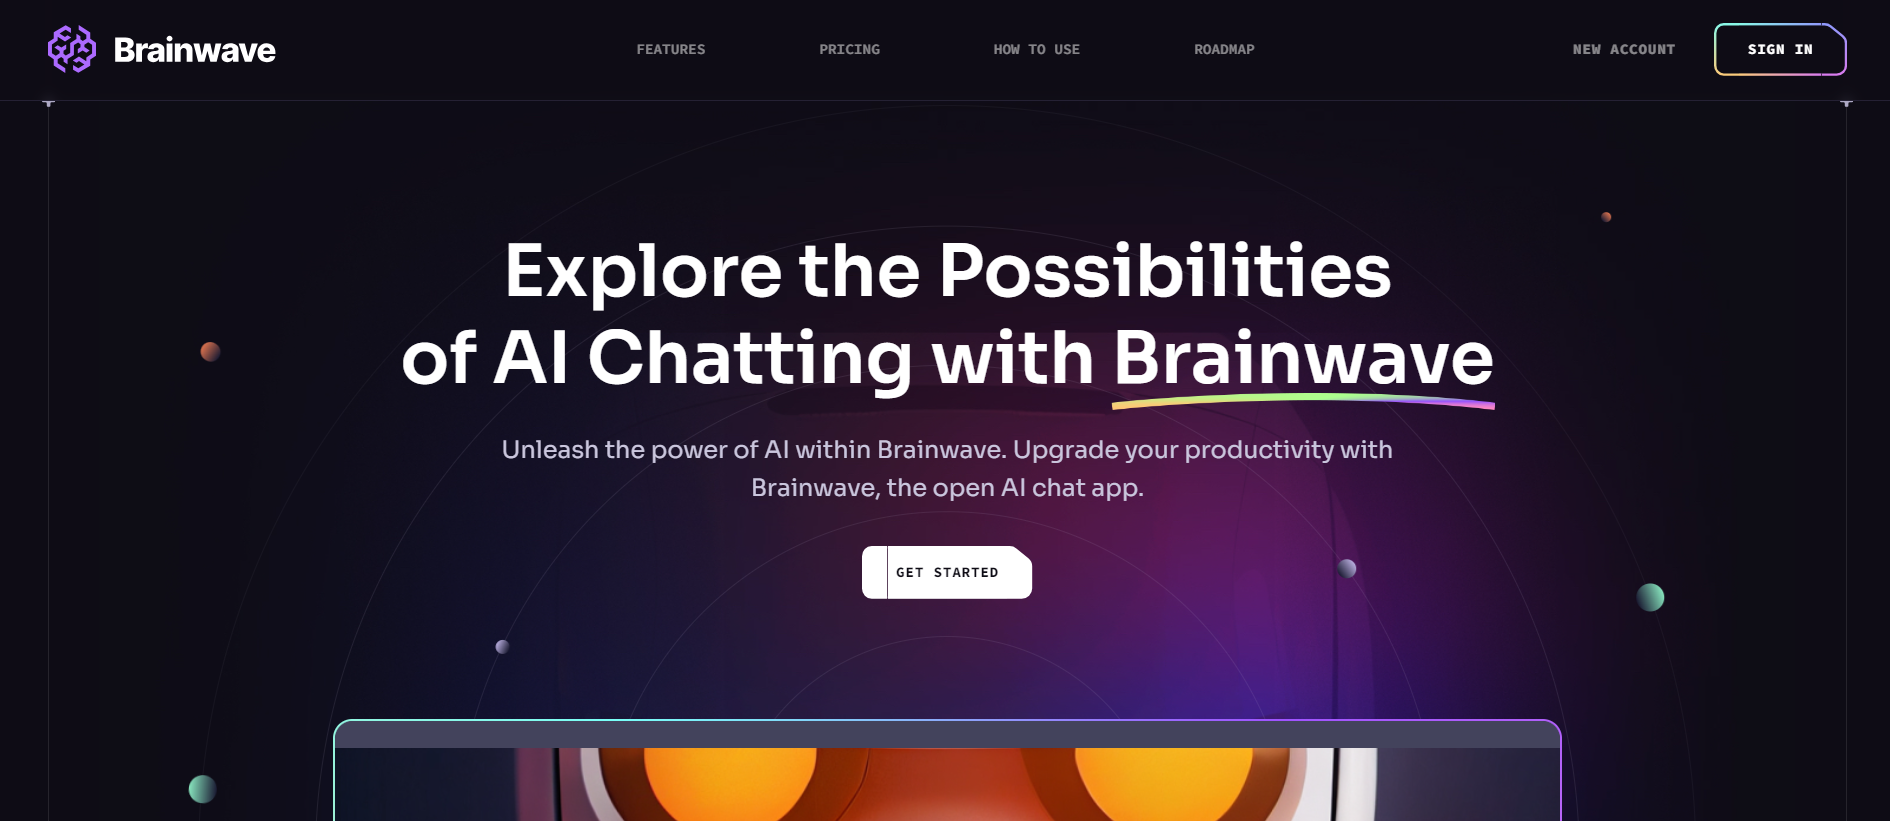 Brainwave
FEATURES
PRICING
HOW TO USE
ROADMAP
NEW ACCOUNT
SIGN IN
Explore the Possibilities
of AI Chatting with Brainwave
Unleash the power of AI within Brainwave. Upgrade your productivity with
Brainwave, the open AI chat app.
GET STARTED